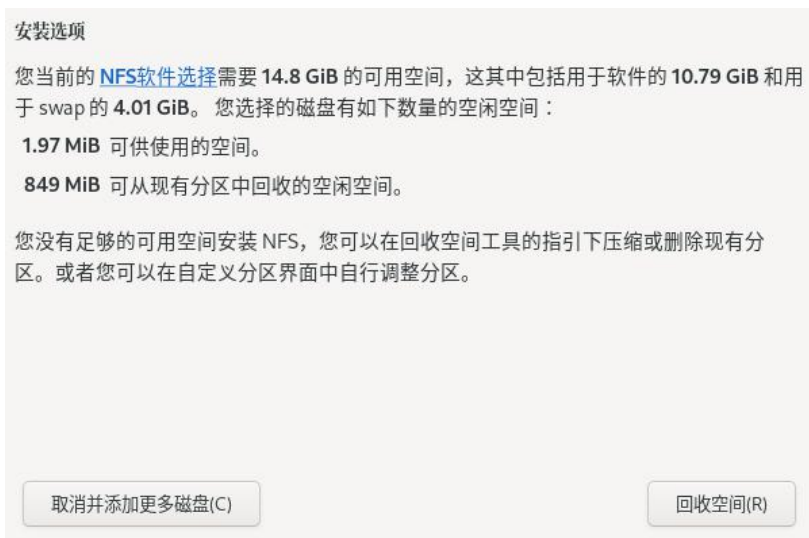 安装选项
您当前的 NFS软件选择需要 14.8 GiB 的可用空间，这其中包括用于软件的 10.79 GiB 和用
于 swap 的 4.01 GiB。 您选择的磁盘有如下数量的空闲空间：
1.97 MiB 可供使用的空间。
849 MiB 可从现有分区中回收的空闲空间。
您没有足够的可用空间安装 NFS，您可以在回收空间工具的指引下压缩或删除现有分
区。或者您可以在自定义分区界面中自行调整分区。
取消并添加更多磁盘(C)
回收空间(R)